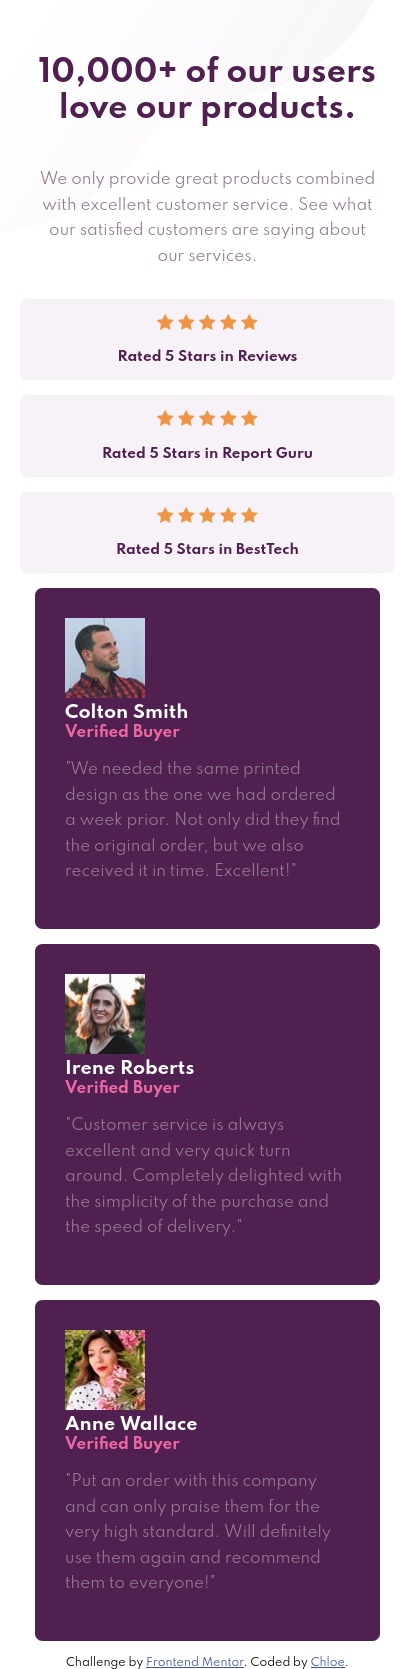 10,000+ of our users
love our products.
We only provide great products combined
with excellent customer service. See what
our satisfied customers are saying about
our services.
Rated 5 Stars in Reviews
Rated 5 Stars in Report Guru
Rated 5 Stars in BestTech
Colton Smith
Verified Buyer
"We needed the same printed
design as the one we had ordered
a week prior. Not only did they find
the original order, but we also
received it in time. Excellent!"
Irene Roberts
Verified Buyer
"Customer service is always
excellent and very quick turn
around. Completely delighted with
the simplicity of the purchase and
the speed of delivery."
Anne Wallace
Verified Buyer
"Put an order with this company
and can only praise them for the
very high standard. Will definitely
use them again and recommend
them to everyone!"
Challenge by Frontend Mentor. Coded by Chloe.